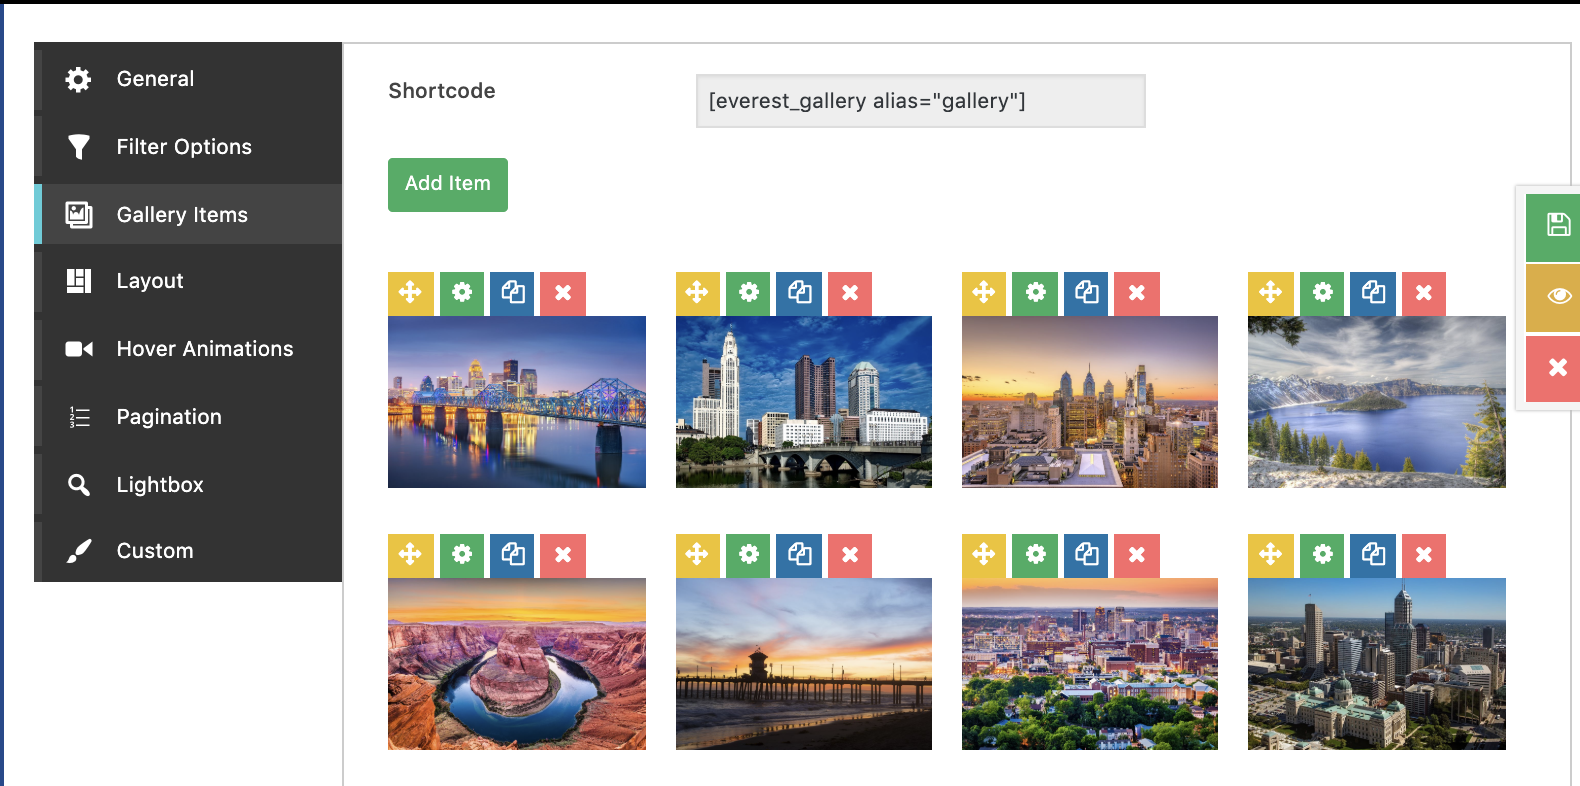 General
Filter Options
Gallery Items
Layout
Hover Animations
Pagination
Lightbox
Custom
Shortcode
[everest_gallery alias="gallery"]
Add Item